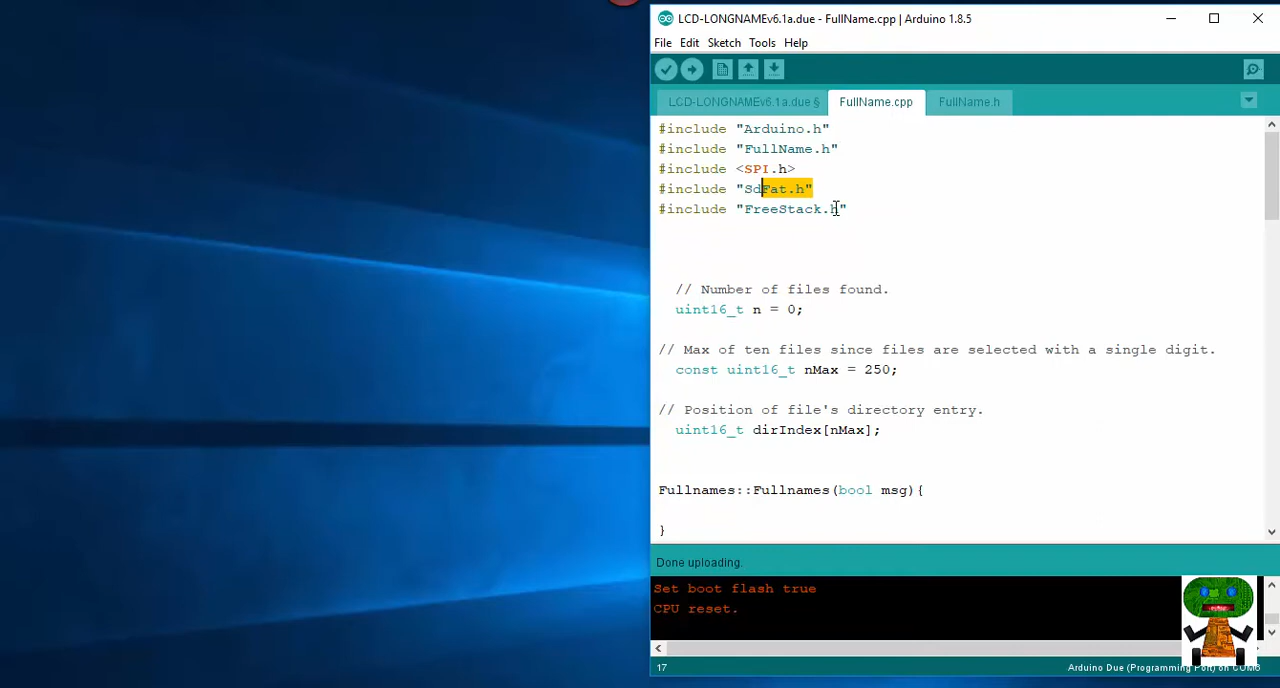 LCD-LONGNAMEv6.1a.due - FullName.cpp | Arduino 1.8.5
File Edit Sketch Tools Help
LCD-LONGNAMEv6.1a.due § FullName.cpp FullName.h
#include "Arduino.h"
#include "FullName.h"
#include <SPI.h>
#include "SdFat.h"
#include "FreeStack.h"
// Number of files found.
uint16_t n = 0;
// Max of ten files since files are selected with a single digit.
const uint16_t nMax = 250;
// Position of file's directory entry.
uint16_t dirIndex[nMax];
Fullnames::Fullnames(bool msg){
}
Done uploading.
Set boot flash true
CPU reset.
17 Arduino Due (Programming Port) on COM6